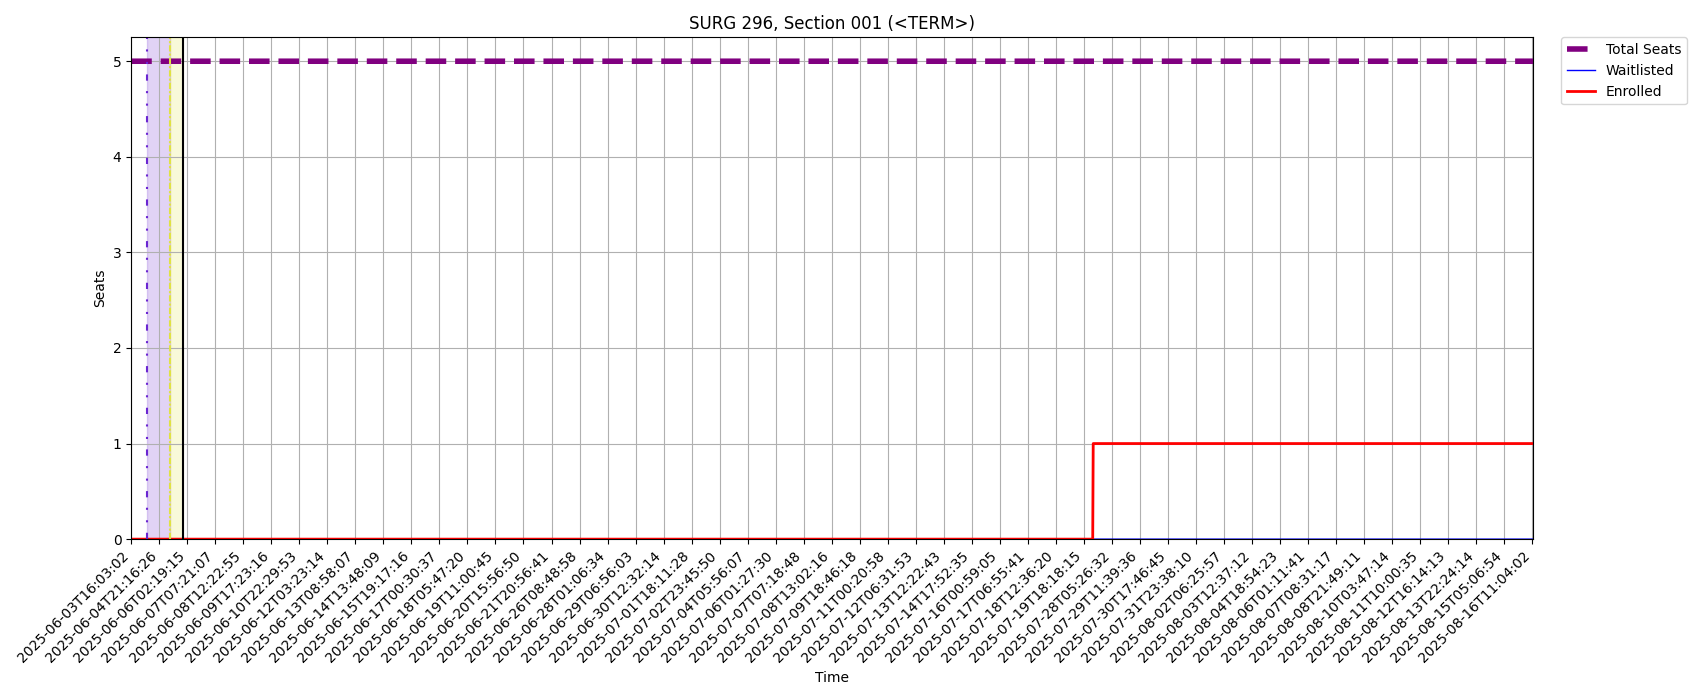 SURG 296, Section 001 (<TERM>)
Total Seats
Waitlisted
Enrolled
Seats
5
4
3
2
1
0
2025-06-03T16:03:02
2025-06-04T21:16:26
2025-06-06T02:19:15
2025-06-07T07:21:07
2025-06-08T12:22:55
2025-06-09T17:23:16
2025-06-10T22:29:53
2025-06-12T03:23:14
2025-06-13T08:58:07
2025-06-14T13:48:09
2025-06-15T19:17:16
2025-06-17T00:30:37
2025-06-18T05:47:20
2025-06-19T11:00:45
2025-06-20T15:56:50
2025-06-21T20:56:41
2025-06-26T08:48:58
2025-06-28T01:06:34
2025-06-29T06:56:03
2025-06-30T12:32:14
2025-07-01T18:11:28
2025-07-02T23:45:50
2025-07-04T05:56:07
2025-07-06T01:27:30
2025-07-07T07:18:48
2025-07-08T13:02:16
2025-07-09T18:46:18
2025-07-11T00:20:58
2025-07-12T06:31:53
2025-07-13T12:22:43
2025-07-14T17:52:35
2025-07-16T00:59:05
2025-07-17T06:55:41
2025-07-18T12:36:20
2025-07-19T18:18:15
2025-07-28T05:26:32
2025-07-29T11:39:36
2025-07-30T17:46:45
2025-07-31T23:38:10
2025-08-02T06:25:57
2025-08-03T12:37:12
2025-08-04T18:54:23
2025-08-06T01:11:41
2025-08-07T08:31:17
2025-08-08T21:49:11
2025-08-10T03:47:14
2025-08-11T10:00:35
2025-08-12T16:14:13
2025-08-13T22:24:14
2025-08-15T05:06:54
2025-08-16T11:04:02
Time